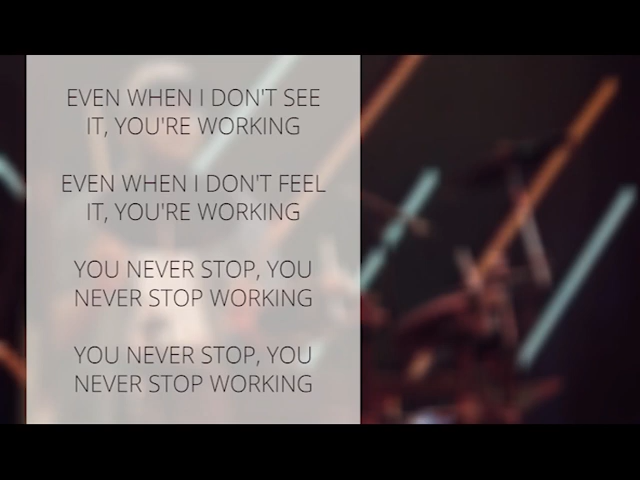 EVEN WHEN I DON'T SEE
IT, YOU'RE WORKING
EVEN WHEN I DON'T FEEL
IT, YOU'RE WORKING
YOU NEVER STOP, YOU
NEVER STOP WORKING
YOU NEVER STOP, YOU
NEVER STOP WORKING